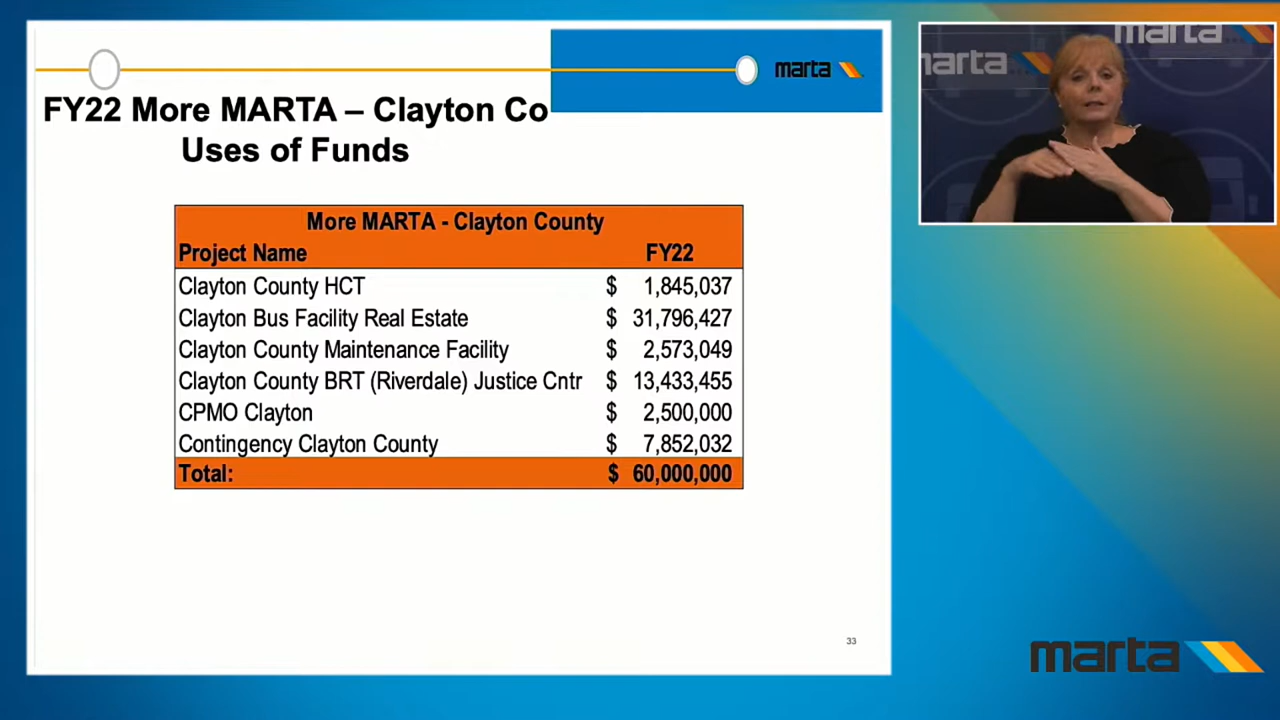 marta
FY22 More MARTA – Clayton Co
Uses of Funds
More MARTA - Clayton County
Project Name FY22
Clayton County HCT $ 1,845,037
Clayton Bus Facility Real Estate $ 31,796,427
Clayton County Maintenance Facility $ 2,573,049
Clayton County BRT (Riverdale) Justice Cntr $ 13,433,455
CPMO Clayton $ 2,500,000
Contingency Clayton County $ 7,852,032
Total: $ 60,000,000
33
marta
marta
marta